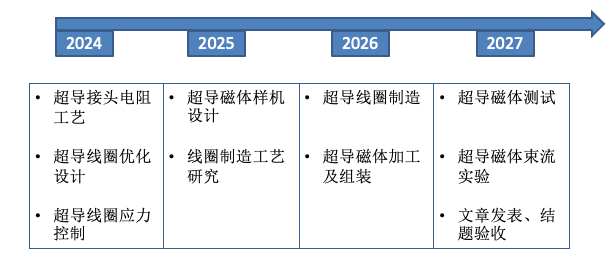 2024
2025
2026
2027
• 超导接头电阻
工艺
• 超导线圈优化
设计
• 超导线圈应力
控制
• 超导磁体样机
设计
• 线圈制造工艺
研究
• 超导线圈制造
• 超导磁体加工
及组装
• 超导磁体测试
• 超导磁体束流
实验
• 文章发表、结
题验收